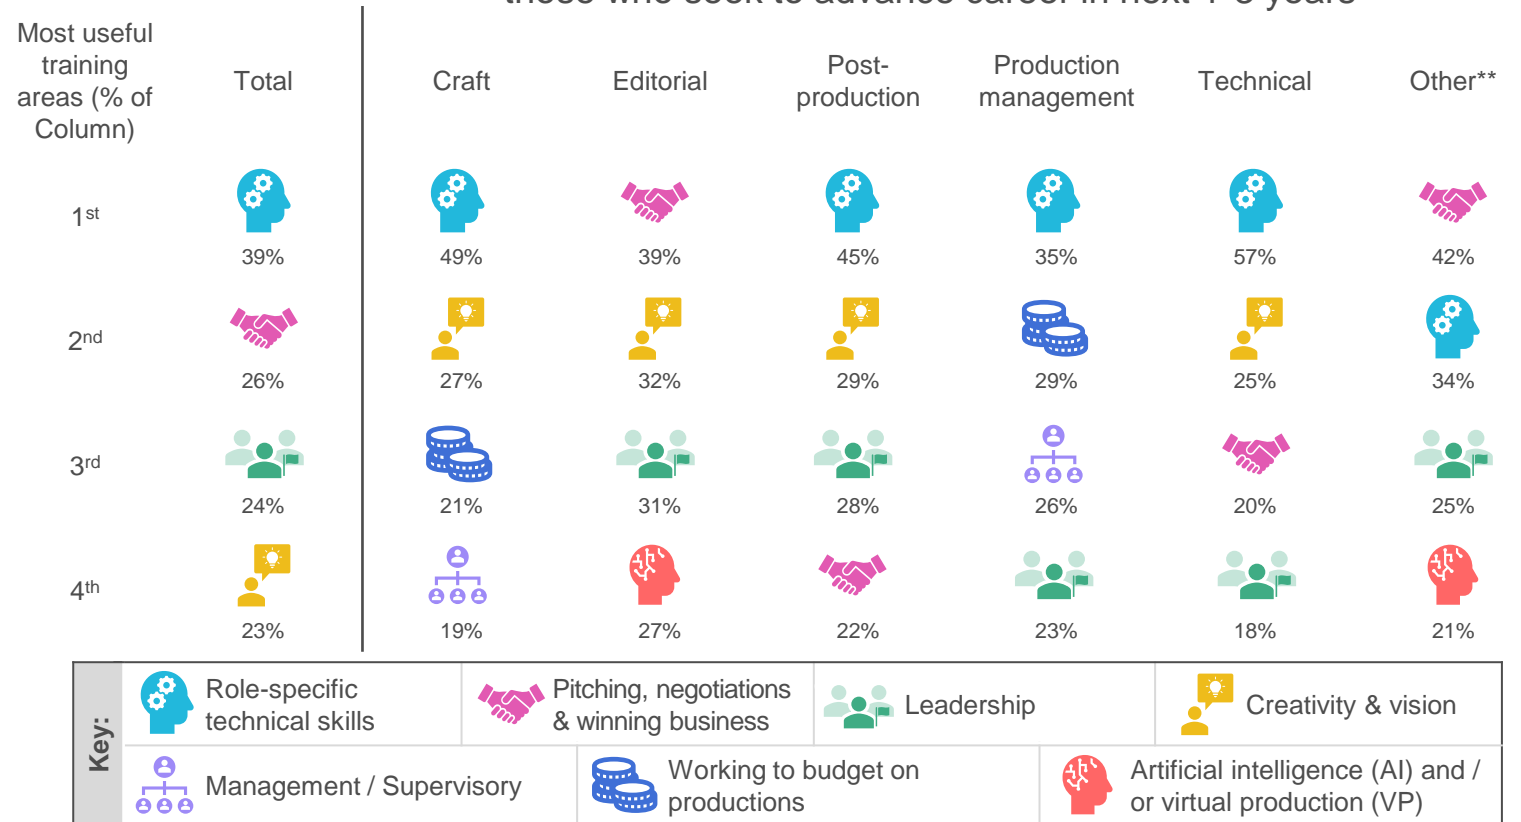 Most useful
training
areas (% of
Column)
Total
Craft
Editorial
Post-
production
Production
management
Technical
Other**
1st
39%
49%
39%
45%
35%
57%
42%
2nd
26%
27%
32%
29%
29%
25%
34%
3rd
24%
21%
31%
28%
26%
20%
25%
4th
23%
19%
27%
22%
23%
18%
21%
Key:
Role-specific
technical skills
Pitching, negotiations
& winning business
Leadership
Creativity & vision
Management / Supervisory
Working to budget on
productions
Artificial intelligence (AI) and /
or virtual production (VP)